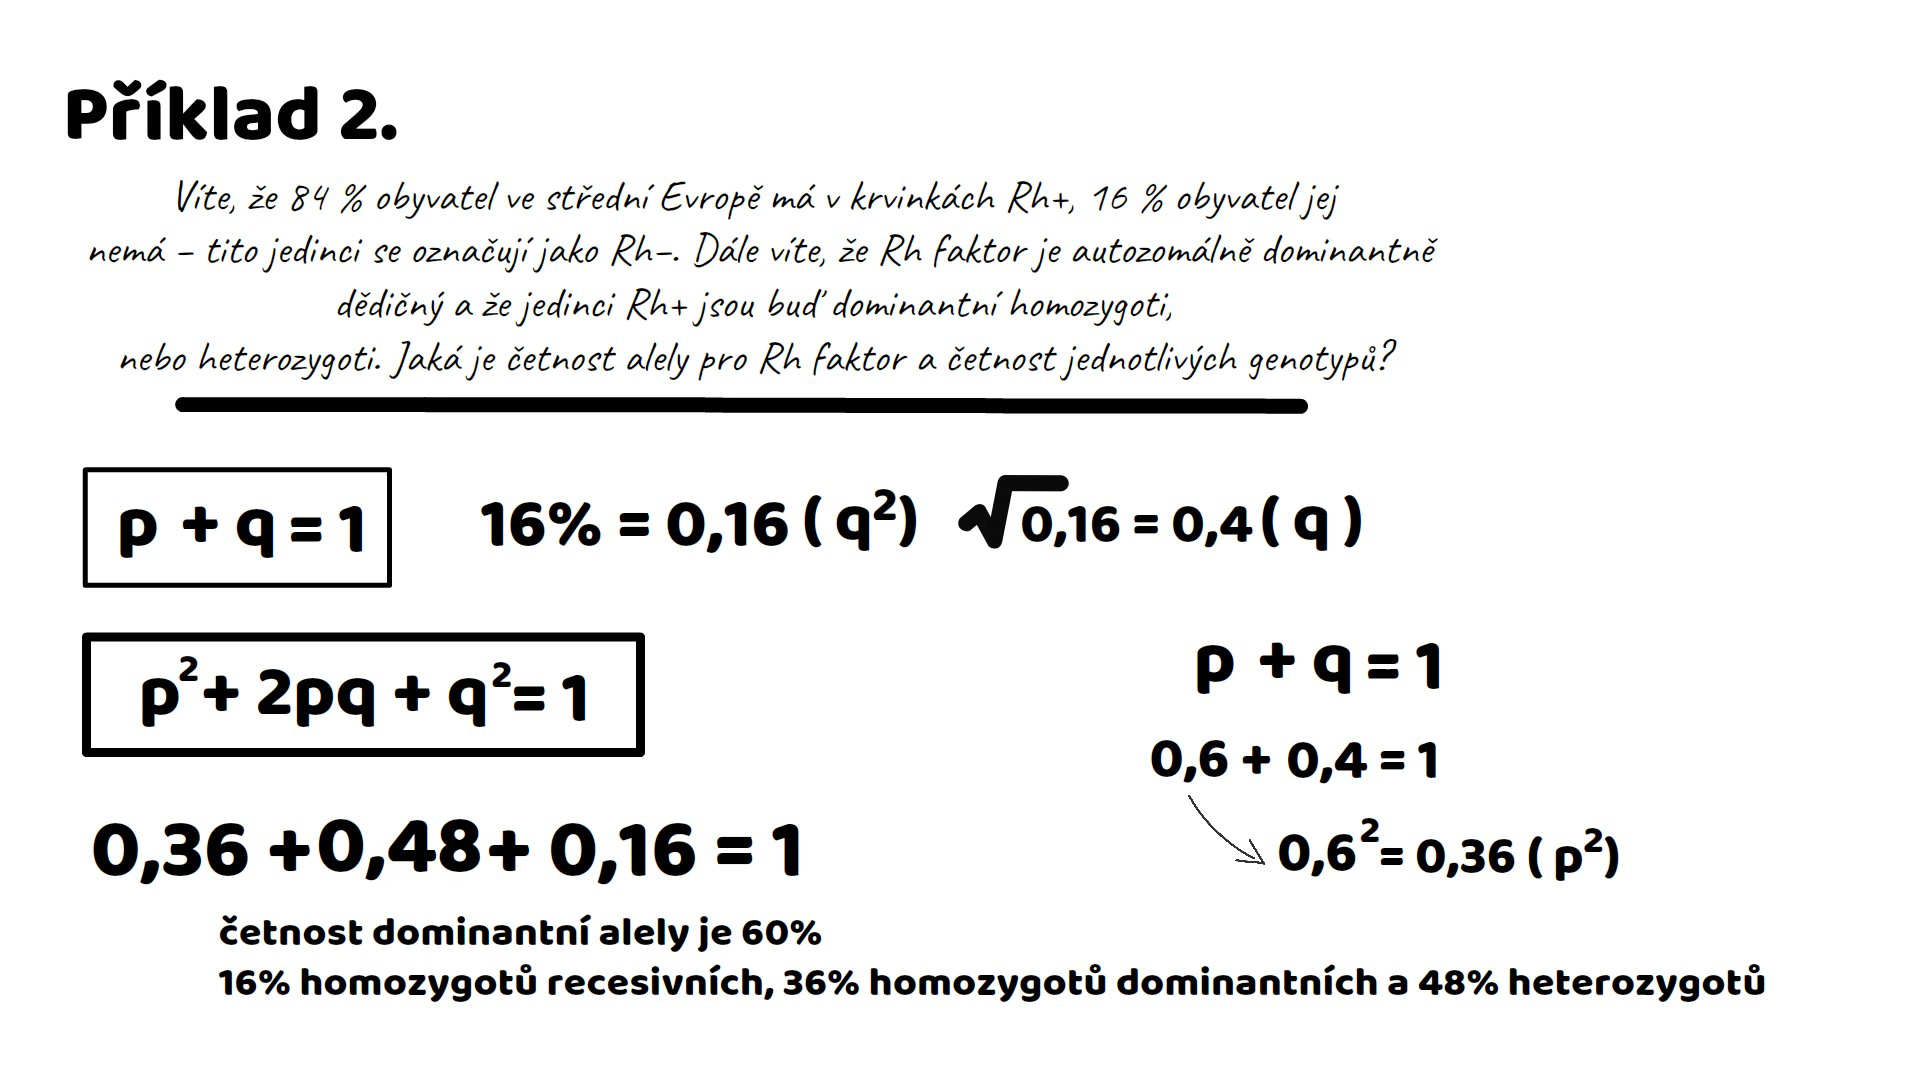 Příklad 2.
Víte, že 84 % obyvatel ve střední Evropě má v krvinkách Rh+, 16 % obyvatel jej
nemá – tito jedinci se označují jako Rh–. Dále víte, že Rh faktor je autozomálně dominantně
dědičný a že jedinci Rh+ jsou buď dominantní homozygoti,
nebo heterozygoti. Jaká je četnost alely pro Rh faktor a četnost jednotlivých genotypů?
p + q = 1
16% = 0,16 ( q²)
√0,16 = 0,4 ( q )
p² + 2pq + q² = 1
p + q = 1
0,6 + 0,4 = 1
0,6² = 0,36 ( p²)
0,36 + 0,48 + 0,16 = 1
četnost dominantní alely je 60%
16% homozygotů recesivních, 36% homozygotů dominantních a 48% heterozygotů